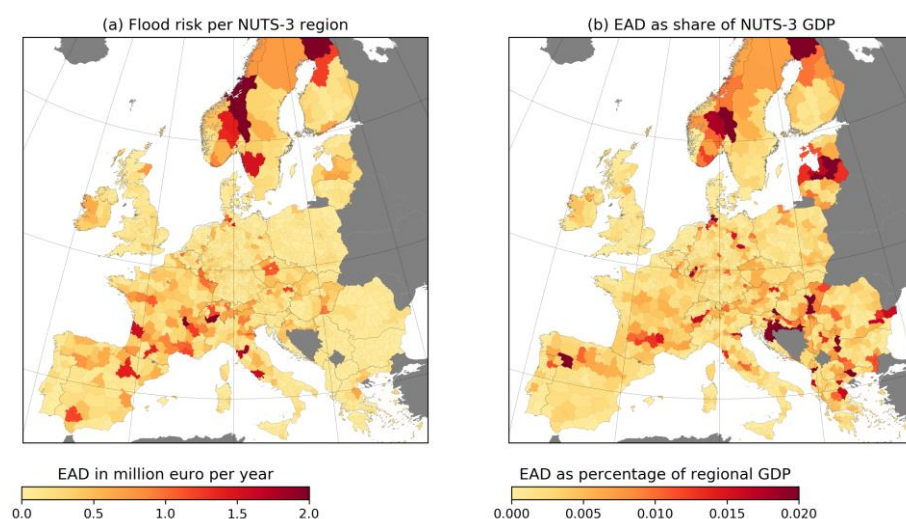 (a) Flood risk per NUTS-3 region
(b) EAD as share of NUTS-3 GDP
EAD in million euro per year
0.0 0.5 1.0 1.5 2.0
EAD as percentage of regional GDP
0.000 0.005 0.010 0.015 0.020